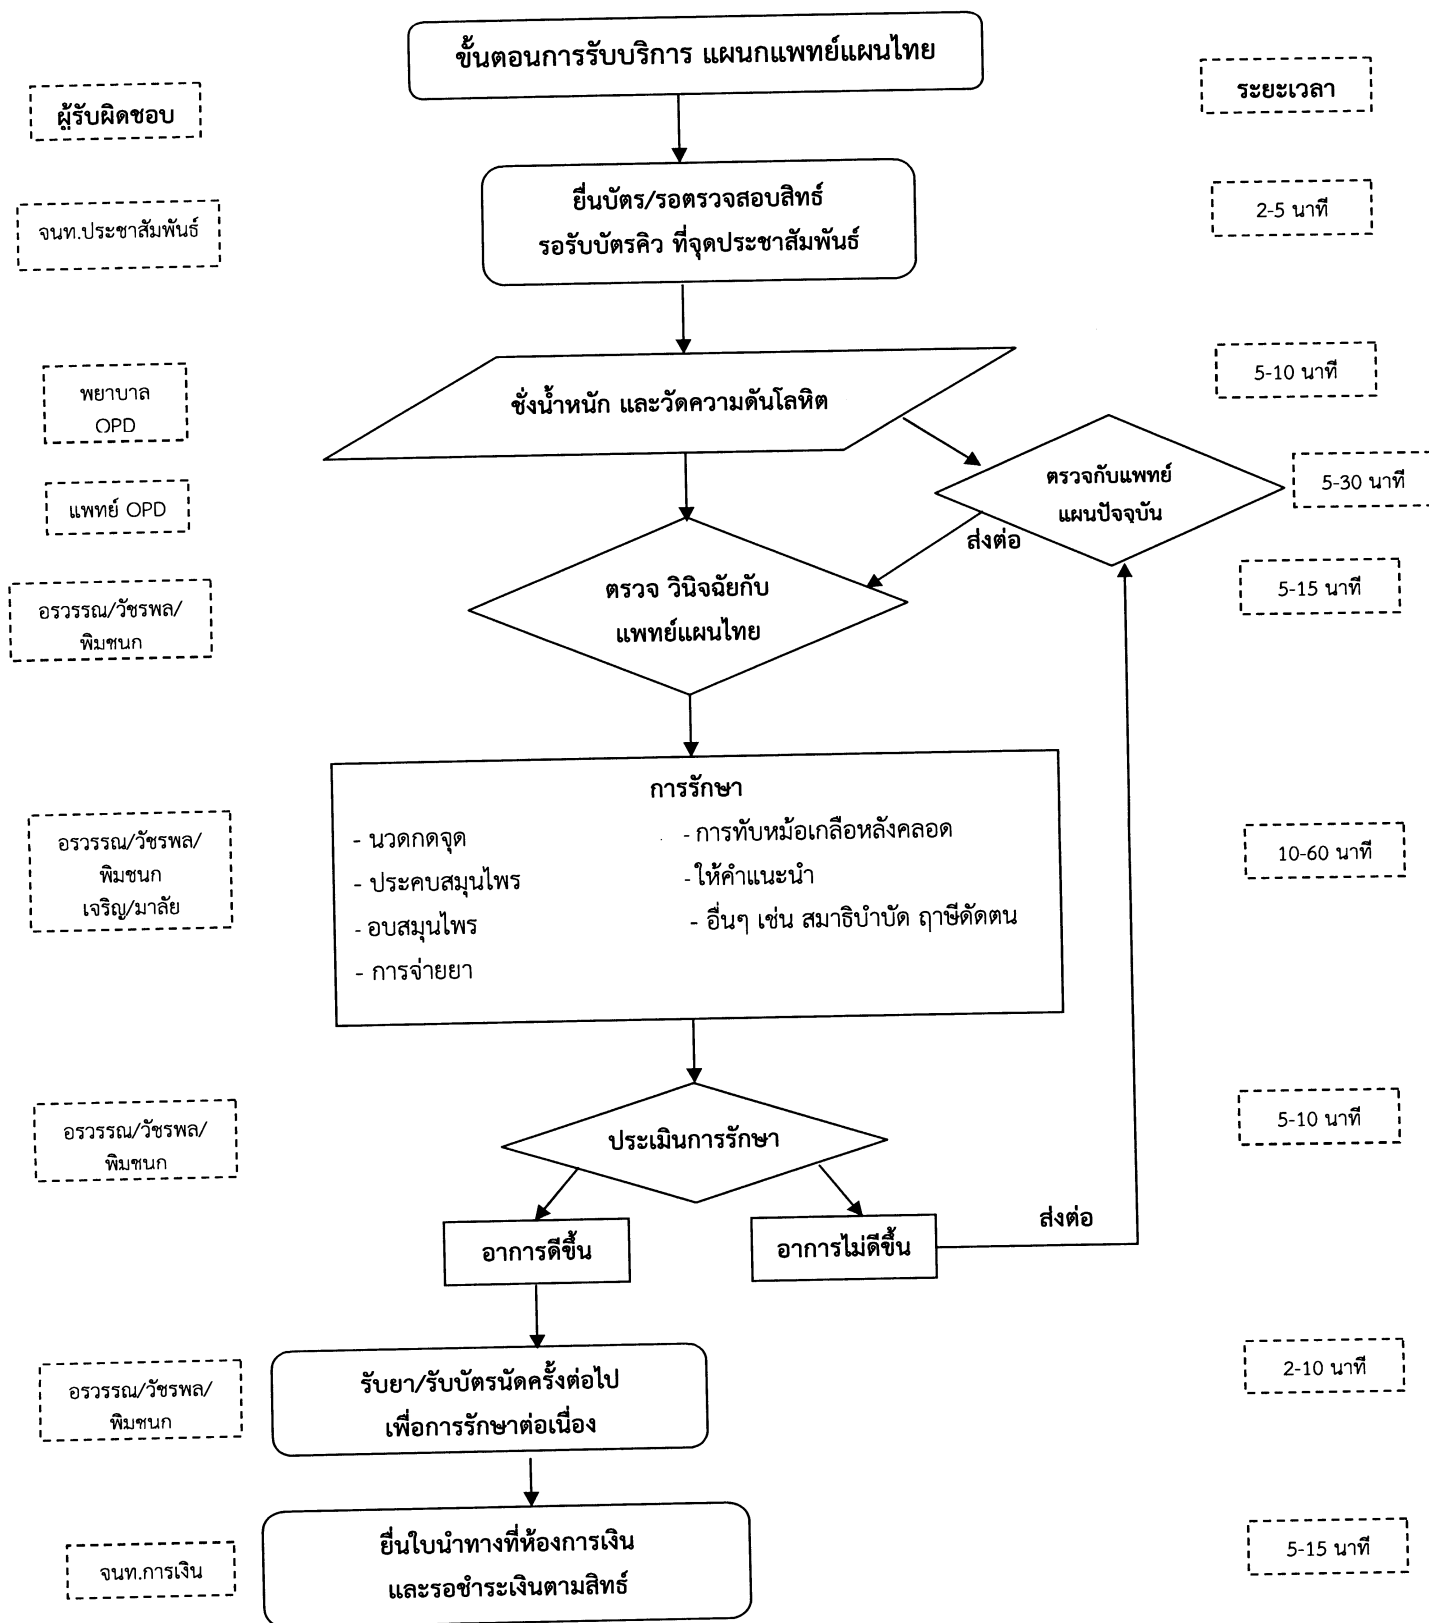 ขั้นตอนการรับบริการ แผนกแพทย์แผนไทย
ผู้รับผิดชอบ
ระยะเวลา
จนท.ประชาสัมพันธ์
ยื่นบัตร/รอตรวจสอบสิทธ์
รอรับบัตรคิว ที่จุดประชาสัมพันธ์
2-5 นาที
พยาบาล
OPD
ชั่งน้ำหนัก และวัดความดันโลหิต
5-10 นาที
แพทย์ OPD
ตรวจกับแพทย์
แผนปัจจุบัน
5-30 นาที
ส่งต่อ
อรวรรณ/วัชรพล/
พิมชนก
ตรวจ วินิจฉัยกับ
แพทย์แผนไทย
5-15 นาที
อรวรรณ/วัชรพล/
พิมชนก
เจริญ/มาลัย
การรักษา
- นวดกดจุด
- ประคบสมุนไพร
- อบสมุนไพร
- การจ่ายยา
- การทับหม้อเกลือหลังคลอด
- ให้คำแนะนำ
- อื่นๆ เช่น สมาธิบำบัด ฤาษีดัดตน
10-60 นาที
อรวรรณ/วัชรพล/
พิมชนก
ประเมินการรักษา
5-10 นาที
อาการดีขึ้น
อาการไม่ดีขึ้น
ส่งต่อ
อรวรรณ/วัชรพล/
พิมชนก
รับยา/รับบัตรนัดครั้งต่อไป
เพื่อการรักษาต่อเนื่อง
2-10 นาที
จนท.การเงิน
ยื่นใบนำทางที่ห้องการเงิน
และรอชำระเงินตามสิทธ์
5-15 นาที